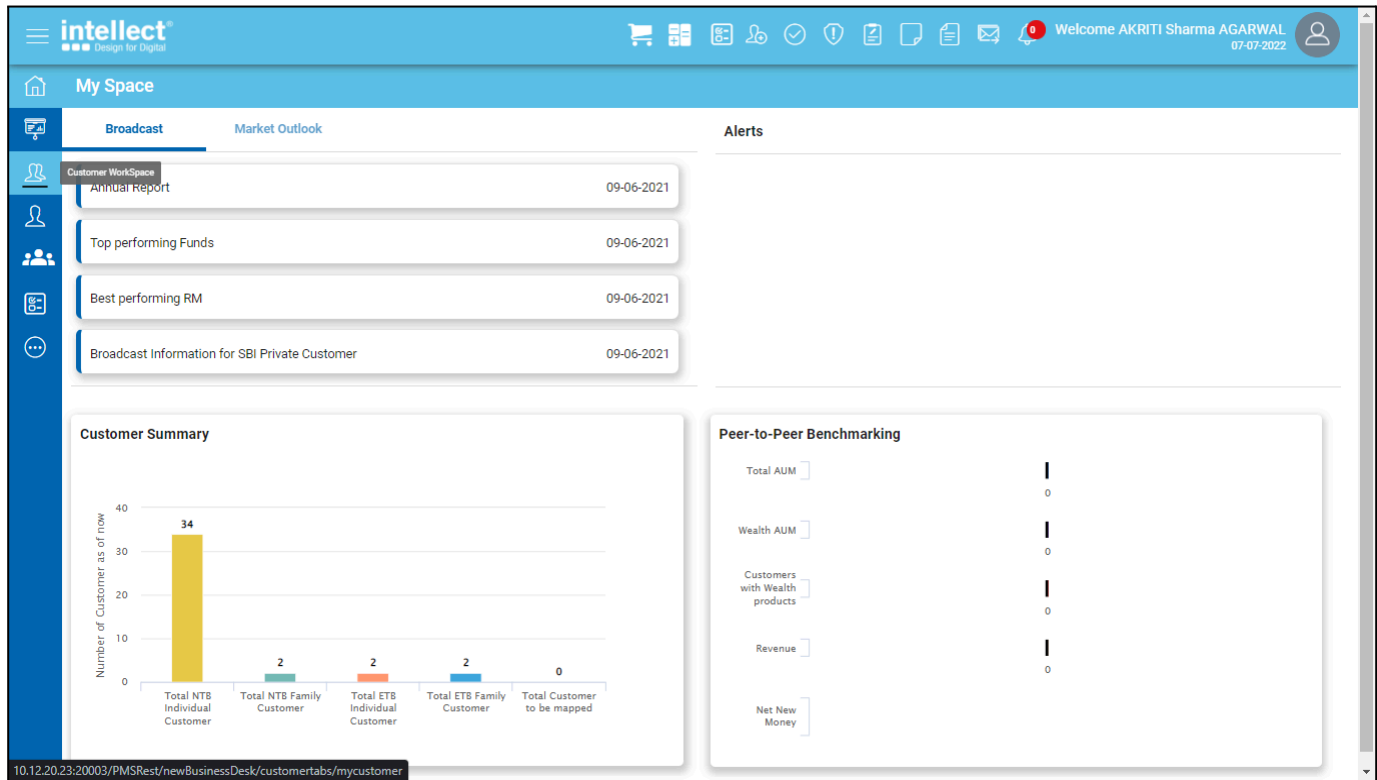 intellect®
Design for Digital
0
Welcome AKRITI Sharma AGARWAL
07-07-2022
My Space
Broadcast
Market Outlook
Alerts
Customer WorkSpace
Annual Report
09-06-2021
Top performing Funds
09-06-2021
Best performing RM
09-06-2021
Broadcast Information for SBI Private Customer
09-06-2021
Customer Summary
Number of Customer as of now
40
30
20
10
0
34
2
2
2
0
Total NTB
Individual
Customer
Total NTB Family
Customer
Total ETB
Individual
Customer
Total ETB Family
Customer
Total Customer
to be mapped
Peer-to-Peer Benchmarking
Total AUM
0
Wealth AUM
0
Customers
with Wealth
products
0
Revenue
0
Net New
Money
10.12.20.23:20003/PMSRest/newBusinessDesk/customertabs/mycustomer